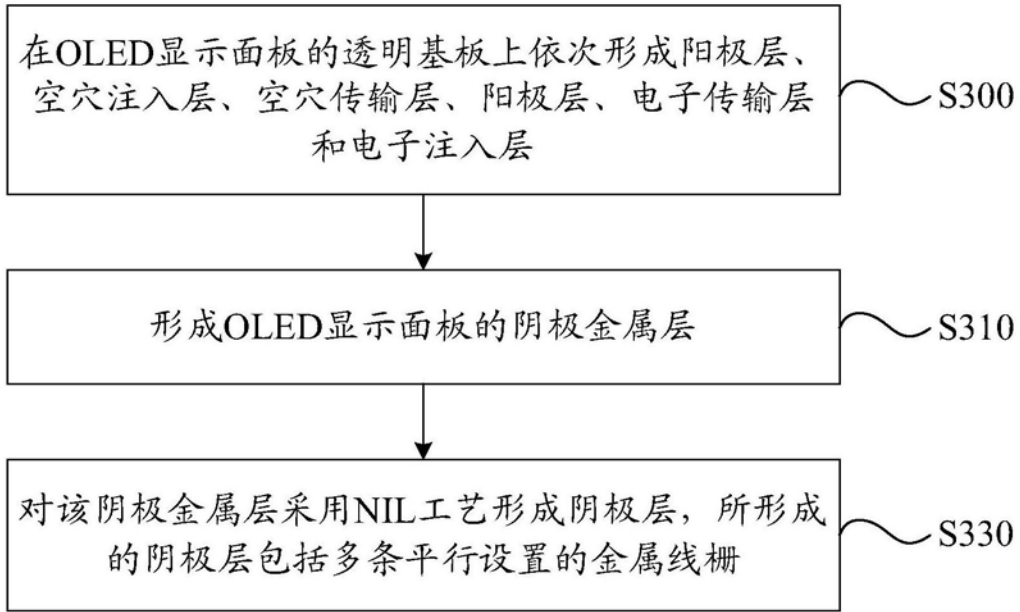 在OLED显示面板的透明基板上依次形成阳极层、
空穴注入层、空穴传输层、阳极层、电子传输层
和电子注入层
S300
形成OLED显示面板的阴极金属层
S310
对该阴极金属层采用NIL工艺形成阴极层，所形成
的阴极层包括多条平行设置的金属线栅
S330